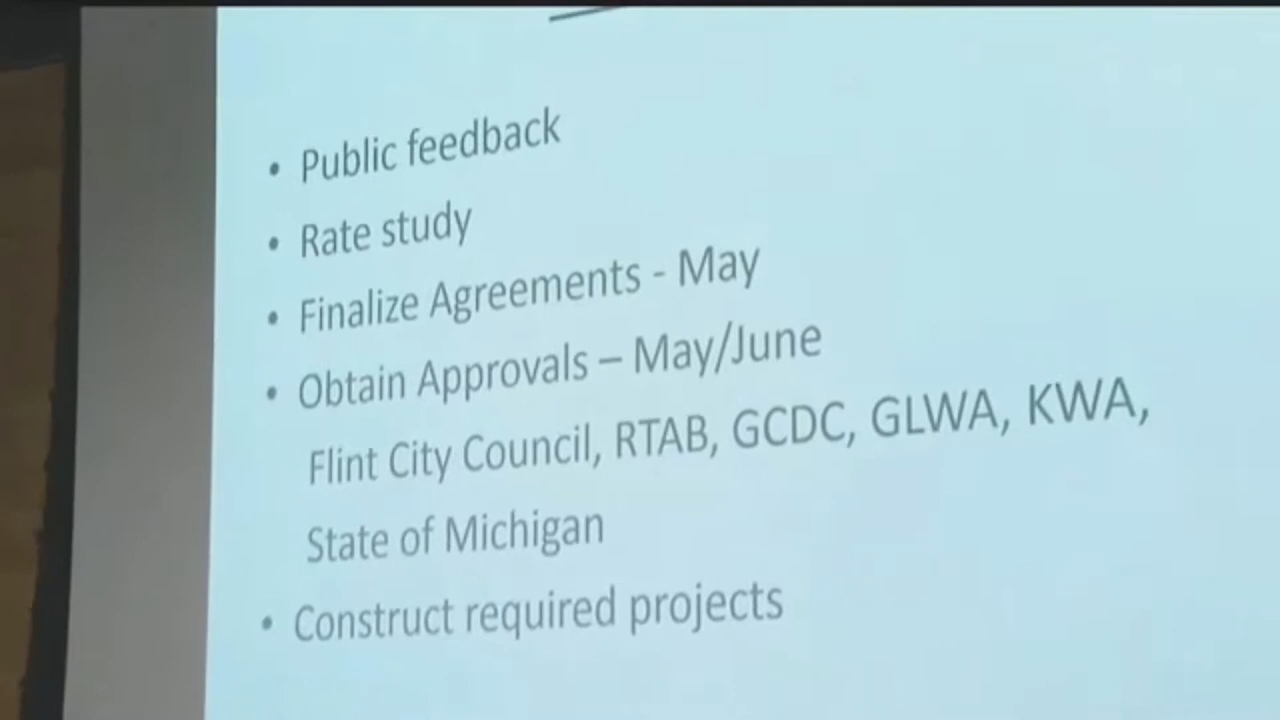 • Public feedback
• Rate study
• Finalize Agreements - May
• Obtain Approvals – May/June
Flint City Council, RTAB, GCDC, GLWA, KWA,
State of Michigan
• Construct required projects